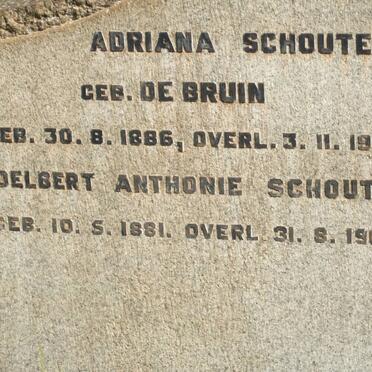 ADRIANA SCHOUTE
GEB. DE BRUIN
EB. 30. 8. 1886, OVERL. 3. 11. 19
DELBERT ANTHONIE SCHOUT
GEB. 10. 5. 1881. OVERL. 31. 8. 19